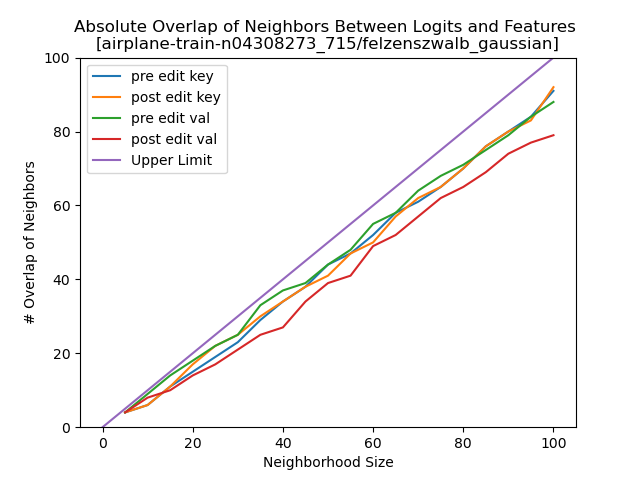 Absolute Overlap of Neighbors Between Logits and Features
[airplane-train-n04308273_715/felzenszwalb_gaussian]
pre edit key
post edit key
pre edit val
post edit val
Upper Limit
# Overlap of Neighbors
100
80
60
40
20
0
0 20 40 60 80 100
Neighborhood Size